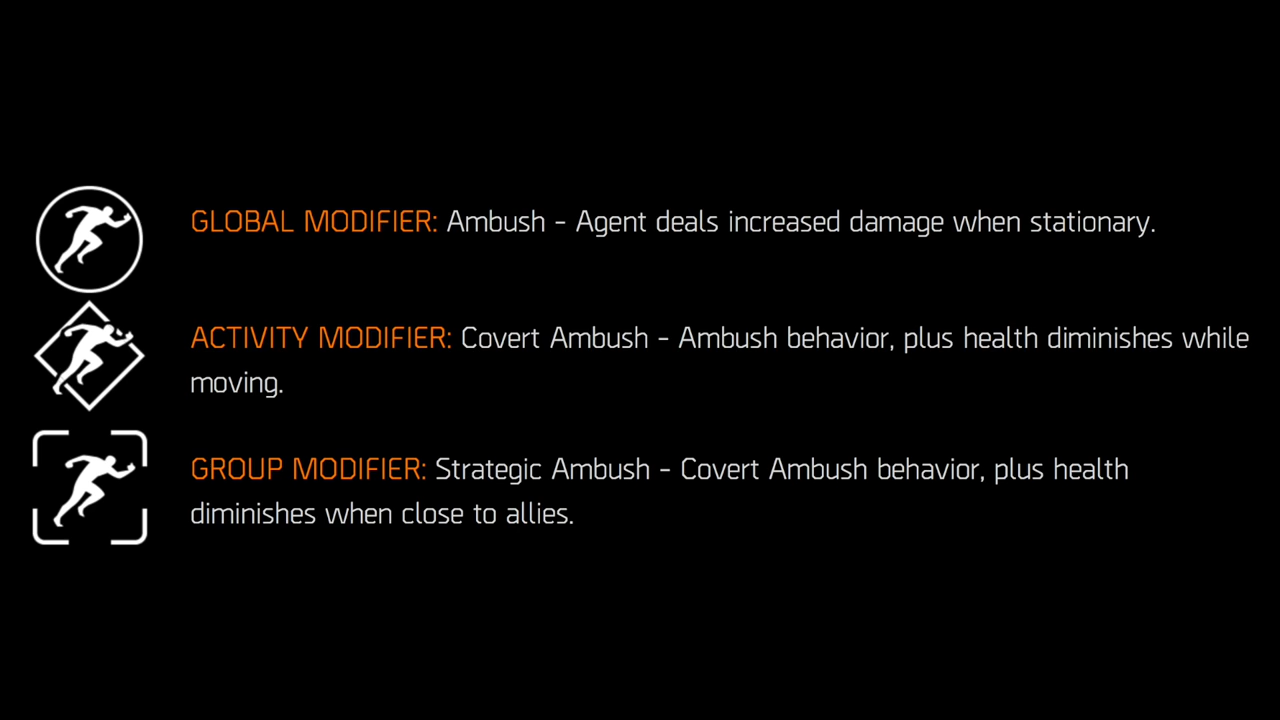 GLOBAL MODIFIER: Ambush - Agent deals increased damage when stationary.
ACTIVITY MODIFIER: Covert Ambush - Ambush behavior, plus health diminishes while
moving.
GROUP MODIFIER: Strategic Ambush - Covert Ambush behavior, plus health
diminishes when close to allies.